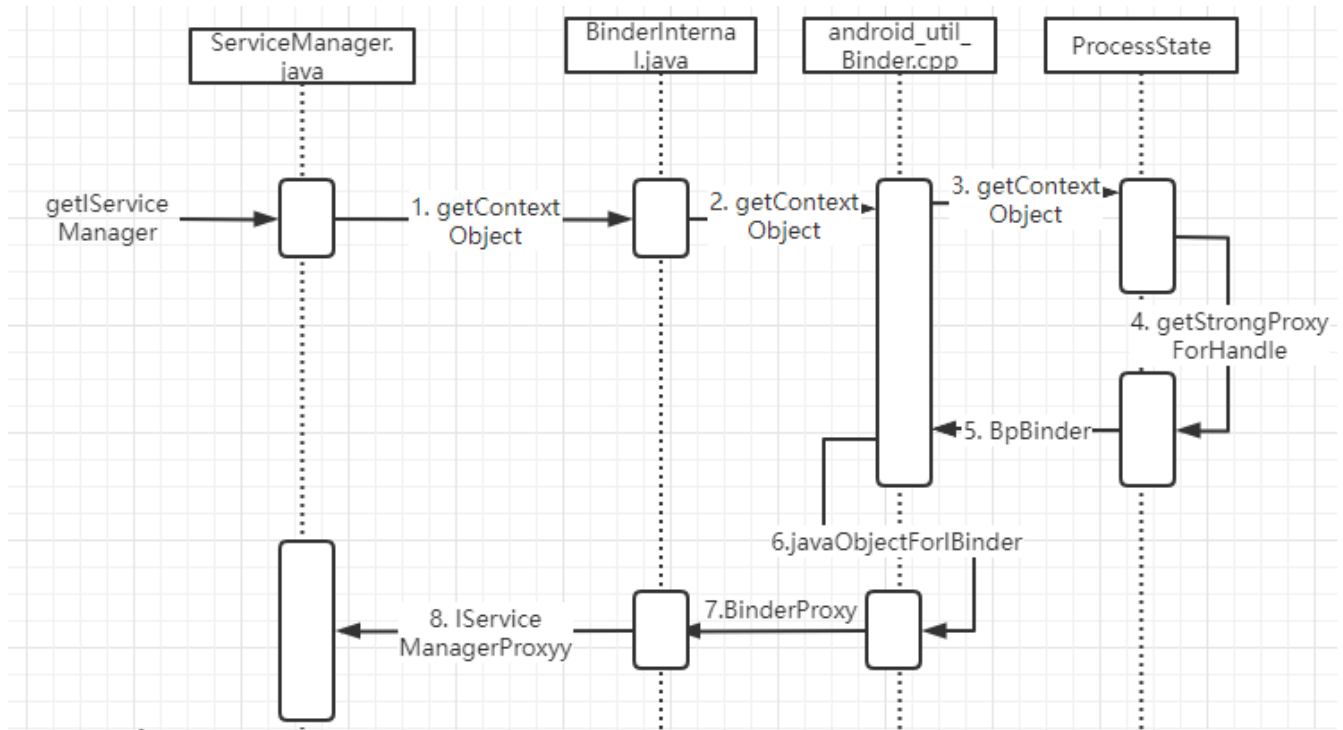 ServiceManager.
java
BinderInterna
l.java
android_util_
Binder.cpp
ProcessState
getIService
Manager
1. getContext
Object
2. getContext
Object
3. getContext
Object
4. getStrongProxy
ForHandle
5. BpBinder
6.javaObjectForIBinder
7.BinderProxy
8. IService
ManagerProxyy